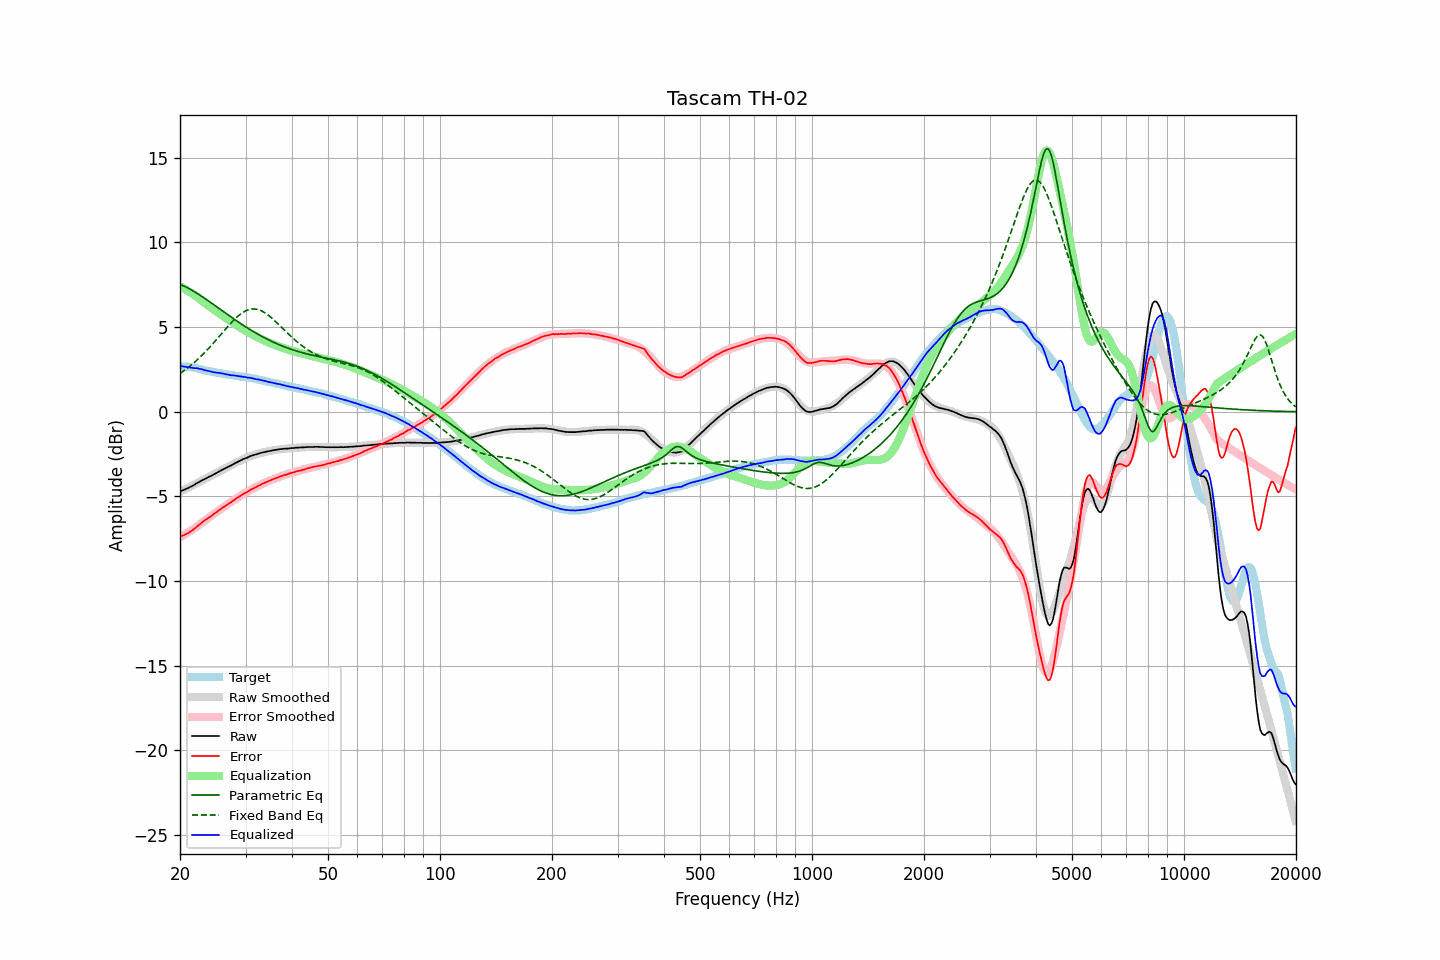 Tascam TH-02
Amplitude (dBr)
15
10
5
0
−5
−10
−15
−20
−25
Target
Raw Smoothed
Error Smoothed
Raw
Error
Equalization
Parametric Eq
Fixed Band Eq
Equalized
20 50 100 200 500 1000 2000 5000 10000 20000
Frequency (Hz)